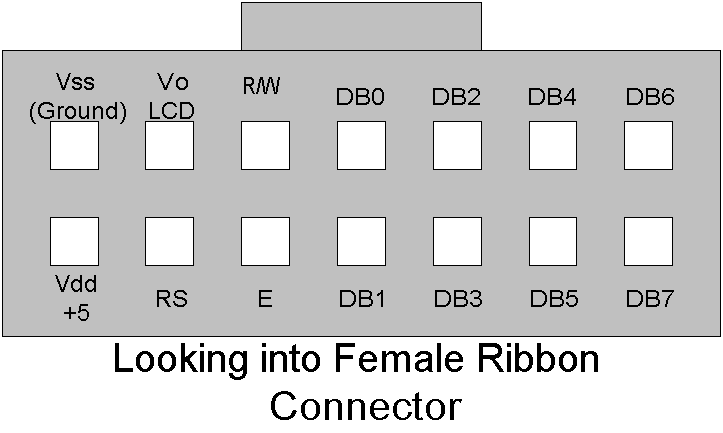 Vss Vo R/W DB0 DB2 DB4 DB6
(Ground) LCD
Vdd RS E DB1 DB3 DB5 DB7
+5
Looking into Female Ribbon
Connector